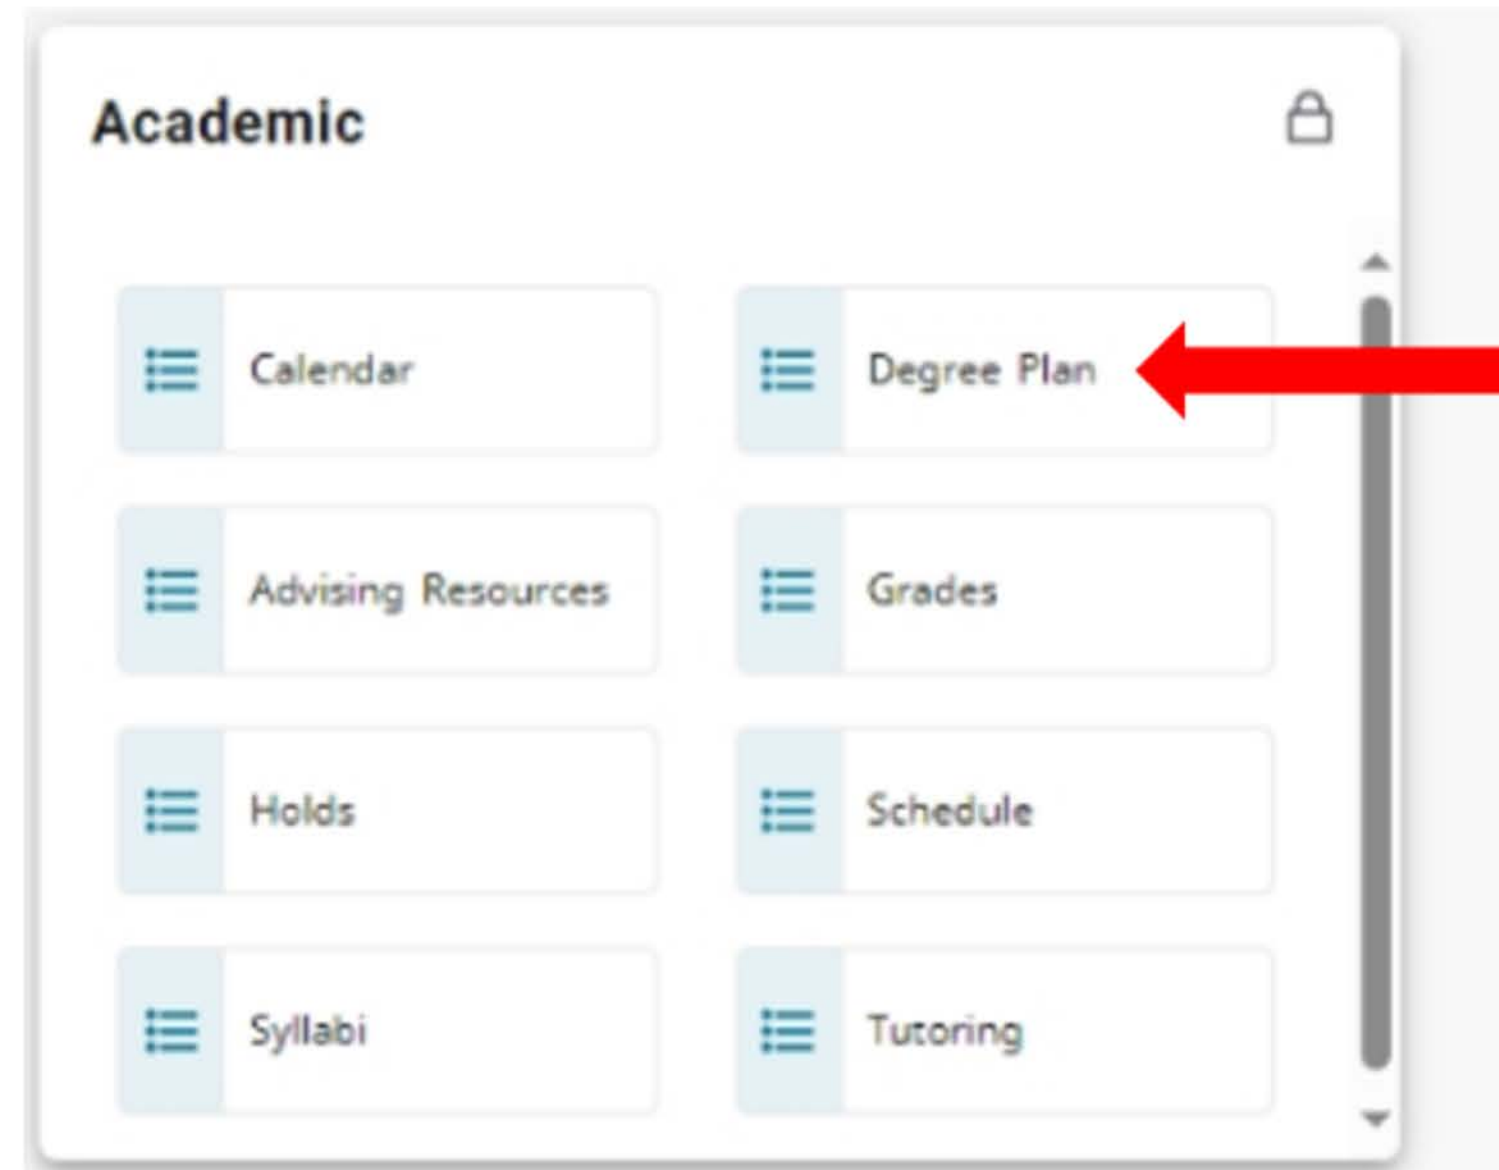 Academic
Calendar
Degree Plan
Advising Resources
Grades
Holds
Schedule
Syllabi
Tutoring